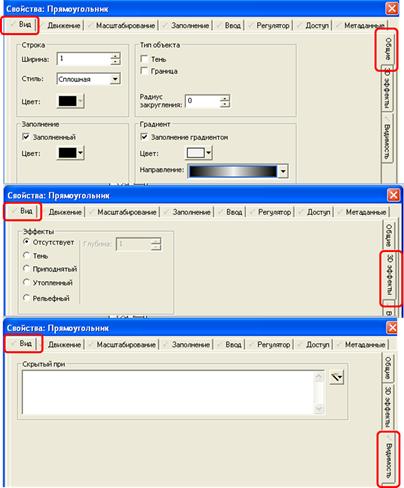 Свойства: Прямоугольник
Вид Движение Масштабирование Заполнение Ввод Регулятор Доступ Метаданные
Строка
Ширина: 1
Стиль: Сплошная
Цвет:
Тип объекта
Тень
Граница
Радиус
закругления: 0
Заполнение
Заполненный
Цвет:
Градиент
Заполнение градиентом
Цвет:
Направление:
Общие
3D эффекты
Видимость
Свойства: Прямоугольник
Вид Движение Масштабирование Заполнение Ввод Регулятор Доступ Метаданные
Эффекты
Отсутствует
Глубина: 1
Тень
Приподнятый
Утопленный
Рельефный
Общие
3D эффекты
Свойства: Прямоугольник
Вид Движение Масштабирование Заполнение Ввод Регулятор Доступ Метаданные
Скрытый при
Общие
3D эффекты
Видимость